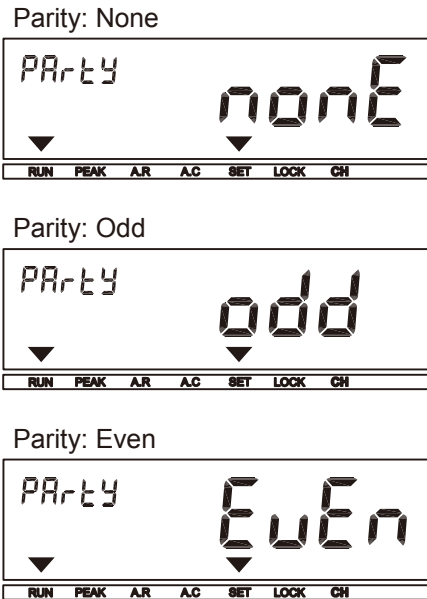 Parity: None
PArtY nonE
RUN PEAK A.R A.C SET LOCK CH
Parity: Odd
PArtY odd
RUN PEAK A.R A.C SET LOCK CH
Parity: Even
PArtY EvEn
RUN PEAK A.R A.C SET LOCK CH